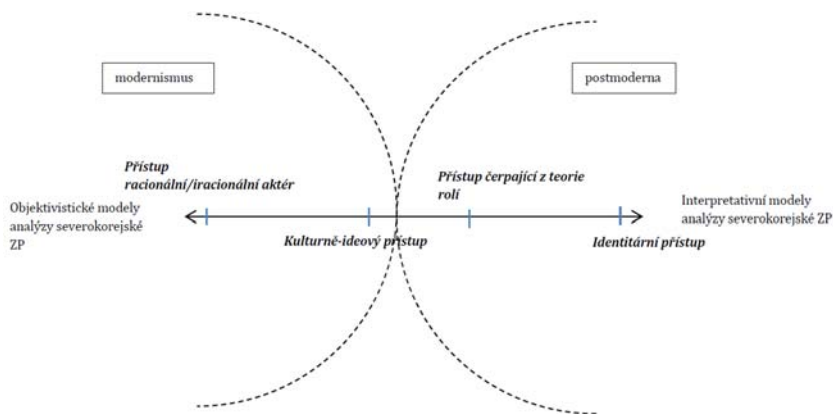 modernismus
postmoderna
Přístup
racionální/iracionální aktér
Přístup čerpající z teorie
rolí
Objektivistické modely
analýzy severokorejské
ZP
Interpretativní modely
analýzy severokorejské ZP
Kulturně-ideový přístup
Identitární přístup